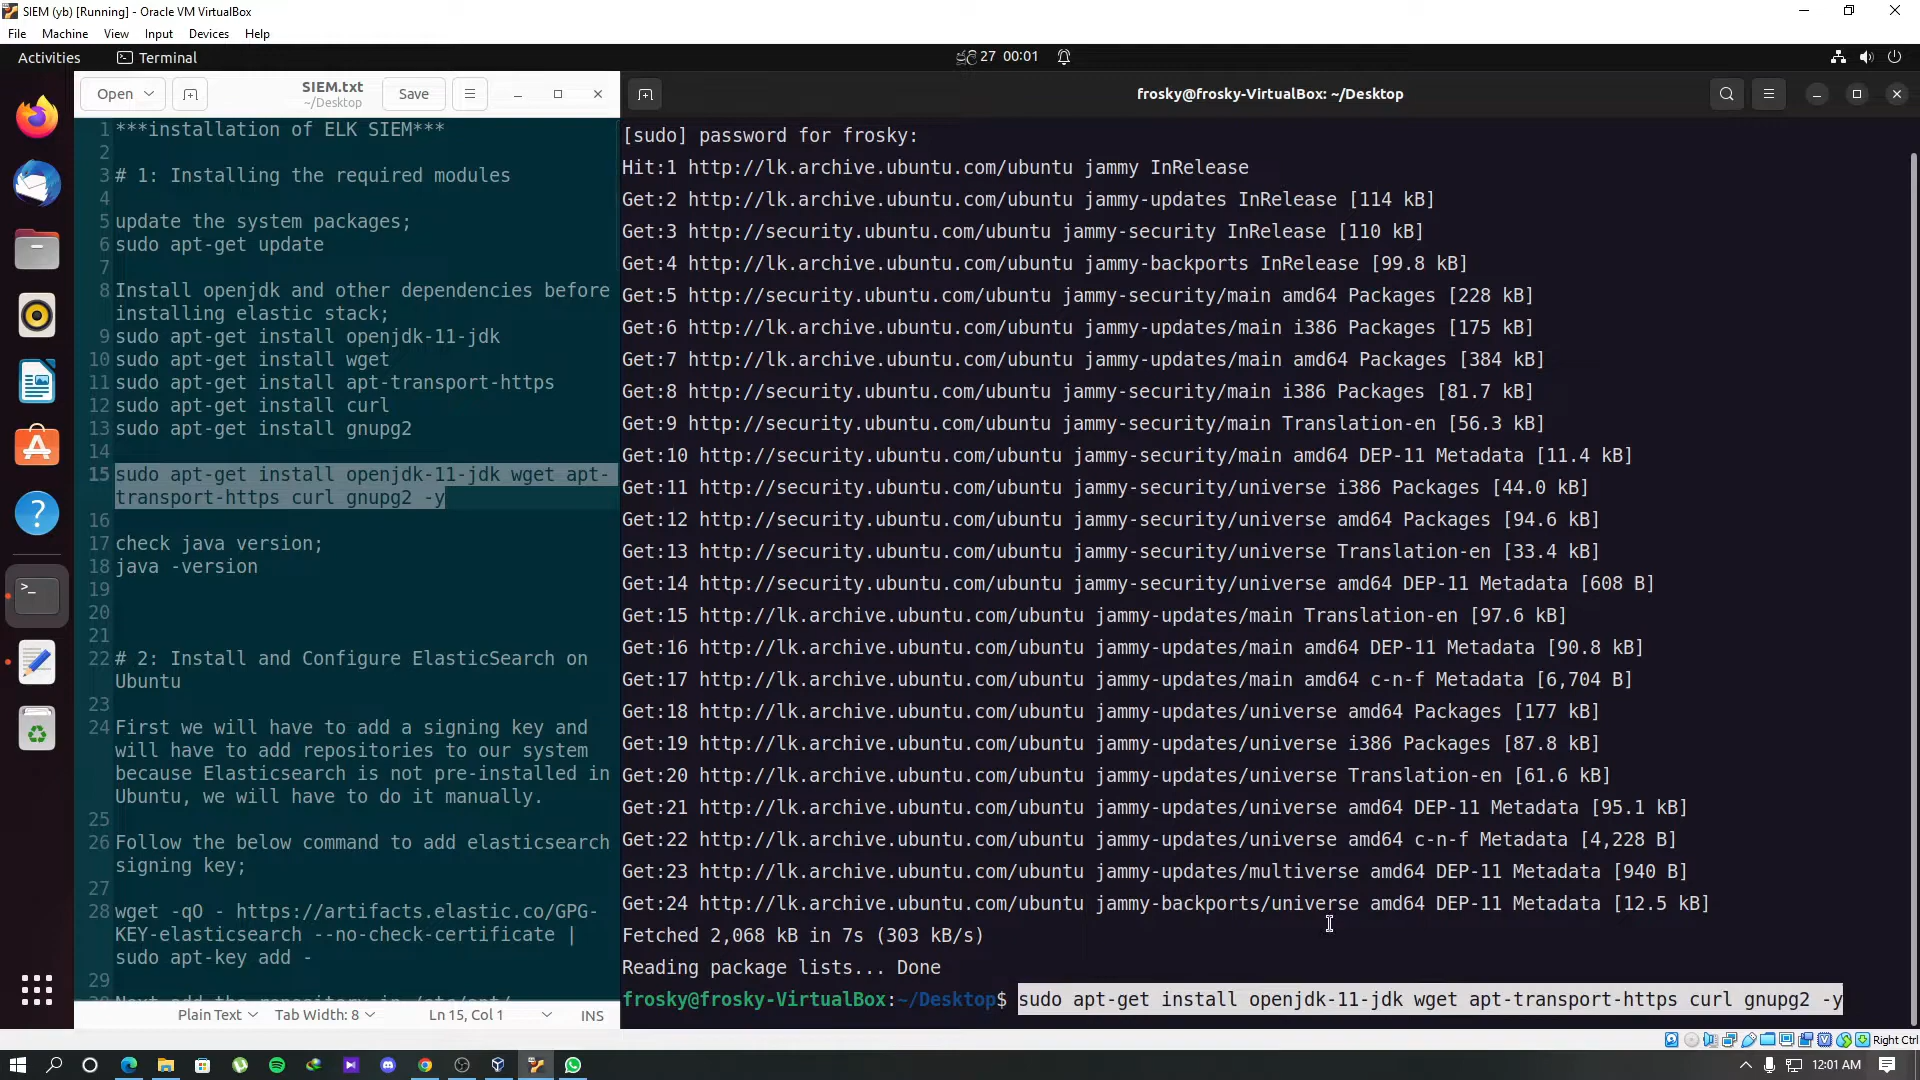 SIEM (yb) [Running] - Oracle VM VirtualBox
File Machine View Input Devices Help
Activities Terminal 27 00:01
Open SIEM.txt Save
~/Desktop
1 ***installation of ELK SIEM***
2
3 # 1: Installing the required modules
4
5 update the system packages;
6 sudo apt-get update
7
8 Install openjdk and other dependencies before
installing elastic stack;
9 sudo apt-get install openjdk-11-jdk
10 sudo apt-get install wget
11 sudo apt-get install apt-transport-https
12 sudo apt-get install curl
13 sudo apt-get install gnupg2
14
15 sudo apt-get install openjdk-11-jdk wget apt-
transport-https curl gnupg2 -y
16
17 check java version;
18 java -version
19
20
21
22 # 2: Install and Configure ElasticSearch on
Ubuntu
23
24 First we will have to add a signing key and
will have to add repositories to our system
because Elasticsearch is not pre-installed in
Ubuntu, we will have to do it manually.
25
26 Follow the below command to add elasticsearch
signing key;
27
28 wget -qO - https://artifacts.elastic.co/GPG-
KEY-elasticsearch --no-check-certificate |
sudo apt-key add -
29
Plain Text Tab Width: 8 Ln 15, Col 1 INS
frosky@frosky-VirtualBox: ~/Desktop
[sudo] password for frosky:
Hit:1 http://lk.archive.ubuntu.com/ubuntu jammy InRelease
Get:2 http://lk.archive.ubuntu.com/ubuntu jammy-updates InRelease [114 kB]
Get:3 http://security.ubuntu.com/ubuntu jammy-security InRelease [110 kB]
Get:4 http://lk.archive.ubuntu.com/ubuntu jammy-backports InRelease [99.8 kB]
Get:5 http://security.ubuntu.com/ubuntu jammy-security/main amd64 Packages [228 kB]
Get:6 http://lk.archive.ubuntu.com/ubuntu jammy-updates/main i386 Packages [175 kB]
Get:7 http://lk.archive.ubuntu.com/ubuntu jammy-updates/main amd64 Packages [384 kB]
Get:8 http://security.ubuntu.com/ubuntu jammy-security/main i386 Packages [81.7 kB]
Get:9 http://security.ubuntu.com/ubuntu jammy-security/main Translation-en [56.3 kB]
Get:10 http://security.ubuntu.com/ubuntu jammy-security/main amd64 DEP-11 Metadata [11.4 kB]
Get:11 http://security.ubuntu.com/ubuntu jammy-security/universe i386 Packages [44.0 kB]
Get:12 http://security.ubuntu.com/ubuntu jammy-security/universe amd64 Packages [94.6 kB]
Get:13 http://security.ubuntu.com/ubuntu jammy-security/universe Translation-en [33.4 kB]
Get:14 http://security.ubuntu.com/ubuntu jammy-security/universe amd64 DEP-11 Metadata [608 B]
Get:15 http://lk.archive.ubuntu.com/ubuntu jammy-updates/main Translation-en [97.6 kB]
Get:16 http://lk.archive.ubuntu.com/ubuntu jammy-updates/main amd64 DEP-11 Metadata [90.8 kB]
Get:17 http://lk.archive.ubuntu.com/ubuntu jammy-updates/main amd64 c-n-f Metadata [6,704 B]
Get:18 http://lk.archive.ubuntu.com/ubuntu jammy-updates/universe amd64 Packages [177 kB]
Get:19 http://lk.archive.ubuntu.com/ubuntu jammy-updates/universe i386 Packages [87.8 kB]
Get:20 http://lk.archive.ubuntu.com/ubuntu jammy-updates/universe Translation-en [61.6 kB]
Get:21 http://lk.archive.ubuntu.com/ubuntu jammy-updates/universe amd64 DEP-11 Metadata [95.1 kB]
Get:22 http://lk.archive.ubuntu.com/ubuntu jammy-updates/universe amd64 c-n-f Metadata [4,228 B]
Get:23 http://lk.archive.ubuntu.com/ubuntu jammy-updates/multiverse amd64 DEP-11 Metadata [940 B]
Get:24 http://lk.archive.ubuntu.com/ubuntu jammy-backports/universe amd64 DEP-11 Metadata [12.5 kB]
Fetched 2,068 kB in 7s (303 kB/s)
Reading package lists... Done
frosky@frosky-VirtualBox:~/Desktop$ sudo apt-get install openjdk-11-jdk wget apt-transport-https curl gnupg2 -y
Right Ctrl
12:01 AM